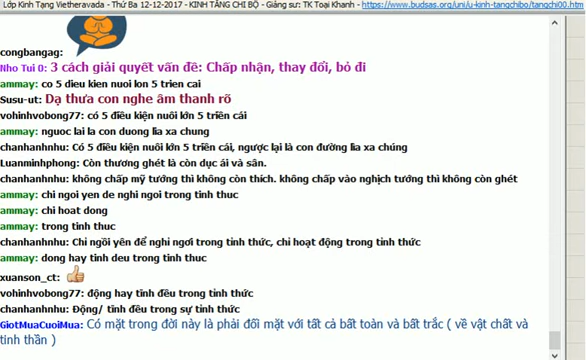 Lớp Kinh Tạng Vietheravada - Thứ Ba 12-12-2017 - KINH TĂNG CHI BỘ - Giảng sư: TK Toại Khanh - https://www.budsas.org/uni/u-kinh-tangchibo/tangchi00.htm
congbangag:
Nho Tui 0: 3 cách giải quyết vấn đề: Chấp nhận, thay đổi, bỏ đi
ammay: co 5 dieu kien nuoi lon 5 trien cai
Susu-ut: Dạ thưa con nghe âm thanh rõ
vohinhvobong77: có 5 điều kiện nuôi lớn 5 triền cái
ammay: nguoc lai la con duong lia xa chung
chanhanhnhu: Có 5 điều kiện nuôi lớn 5 triền cái, ngược lại là con đường lìa xa chúng
Luanminhphong: Còn thương ghét là còn dục ái và sân.
chanhanhnhu: không chấp mỹ tướng thì không còn thích. không chấp vào nghịch tướng thì không còn ghét
ammay: chi ngoi yen de nghi ngoi trong tinh thuc
ammay: chi hoat dong
ammay: trong tinh thuc
chanhanhnhu: Chi ngồi yên để nghi ngơi trong tỉnh thức, chỉ hoạt động trong tỉnh thức
ammay: dong hay tinh deu trong tinh thuc
xuanson_ct:
vohinhvobong77: động hay tĩnh đều trong tỉnh thức
chanhanhnhu: Động/ tĩnh đều trong sự tỉnh thức
GiotMuaCuoiMua: Có mặt trong đời này là phải đối mặt với tất cả bất toàn và bất trắc ( về vật chất và
tinh thần )